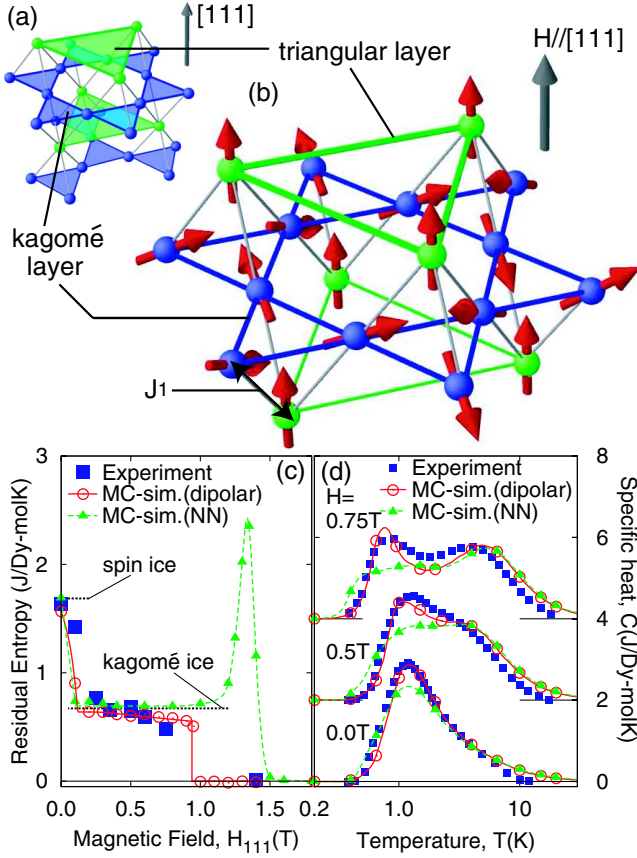 (a)
[111]
triangular layer
H//[111]
(b)
kagomé
layer
J1
(c)
Experiment
MC-sim.(dipolar)
MC-sim.(NN)
spin ice
kagomé ice
3
2
1
0
0.0
0.5
1.0
1.5
Residual Entropy (J/Dy-molK)
Magnetic Field, H111(T)
(d)
Experiment
MC-sim.(dipolar)
MC-sim.(NN)
H=
0.75T
0.5T
0.0T
8
6
4
2
0
0.2
1.0
10
Specific heat, C(J/Dy-molK)
Temperature, T(K)